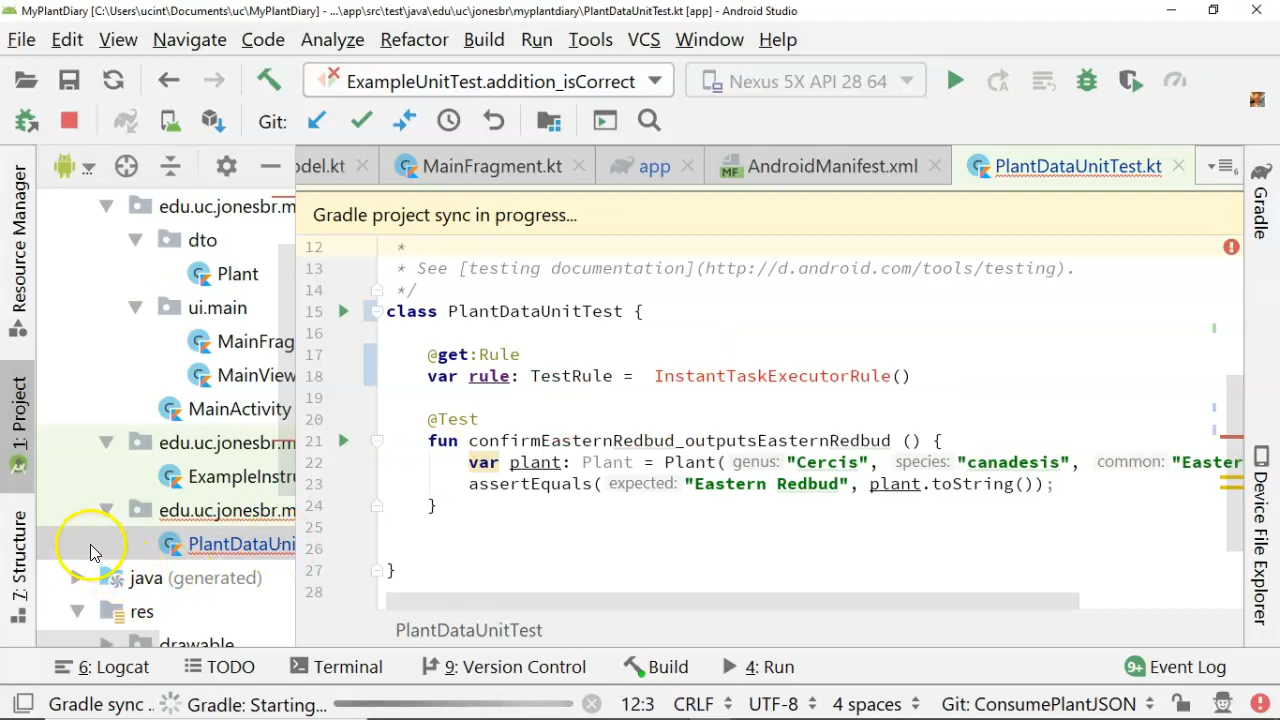 MyPlantDiary [C:\Users\ucint\Documents\uc\MyPlantDiary] - ...\app\src\test\java\edu\uc\jonesbr\myplantdiary\PlantDataUnitTest.kt [app] - Android Studio
File Edit View Navigate Code Analyze Refactor Build Run Tools VCS Window Help
ExampleUnitTest.addition_isCorrect Nexus 5X API 28 64
Git:
odel.kt MainFragment.kt app AndroidManifest.xml PlantDataUnitTest.kt
Resource Manager
1: Project
7: Structure
edu.uc.jonesbr.m
dto
Plant
ui.main
MainFrag
MainView
MainActivity
edu.uc.jonesbr.m
ExampleInstr
edu.uc.jonesbr.m
PlantDataUni
java (generated)
res
drawable
Gradle project sync in progress...
12 *
13 * See [testing documentation](http://d.android.com/tools/testing).
14 */
15 class PlantDataUnitTest {
16
17 @get:Rule
18 var rule: TestRule = InstantTaskExecutorRule()
19
20 @Test
21 fun confirmEasternRedbud_outputsEasternRedbud () {
22 var plant: Plant = Plant( genus: "Cercis", species: "canadesis", common: "Easter
23 assertEquals( expected: "Eastern Redbud", plant.toString());
24 }
25
26
27 }
28
PlantDataUnitTest
Gradle
Device File Explorer
6: Logcat TODO Terminal 9: Version Control Build 4: Run 9+ Event Log
Gradle sync ... Gradle: Starting... 12:3 CRLF UTF-8 4 spaces Git: ConsumePlantJSON